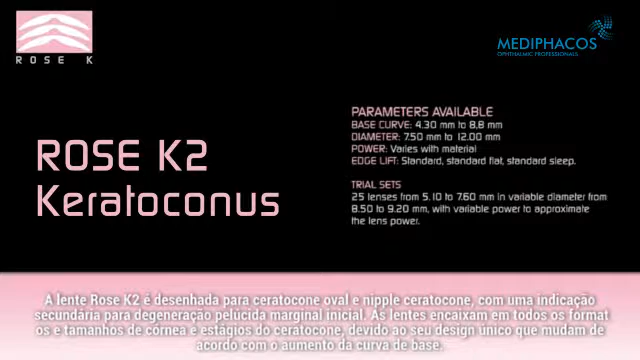 ROSE K
MEDIPHACOS
OPHTHALMIC PROFESSIONALS
ROSE K2
Keratoconus
PARAMETERS AVAILABLE
BASE CURVE: 4.30 mm to 8,8 mm
DIAMETER: 7.50 mm to 12.00 mm
POWER: Varies with material
EDGE LIFT: Standard, standard flat, standard sleep.
TRIAL SETS
25 lenses from 5.10 to 7.60 mm in variable diameter from
8.50 to 9.20 mm, with variable power to approximate
the lens power.
A lente Rose K2 é desenhada para ceratocone oval e nipple ceratocone, com uma indicação
secundária para degeneração pelúcida marginal inicial. As lentes encaixam em todos os format
os e tamanhos de córnea e estágios do ceratocone, devido ao seu design único que mudam de
acordo com o aumento da curva de base.